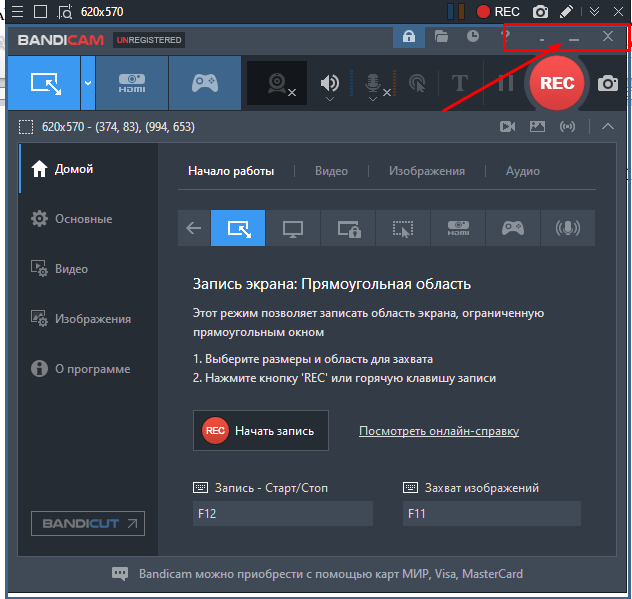 620x570
REC
BANDICAM UNREGISTERED
?
HDMI
T
REC
620x570 - (374, 83), (994, 653)
Домой
Основные
Видео
Изображения
О программе
BANDICUT
Начало работы
Видео
Изображения
Аудио
HDMI
Запись экрана: Прямоугольная область
Этот режим позволяет записать область экрана, ограниченную
прямоугольным окном
1. Выберите размеры и область для захвата
2. Нажмите кнопку 'REC' или горячую клавишу записи
REC Начать запись
Посмотреть онлайн-справку
Запись - Старт/Стоп
F12
Захват изображений
F11
Bandicam можно приобрести с помощью карт МИР, Visa, MasterCard